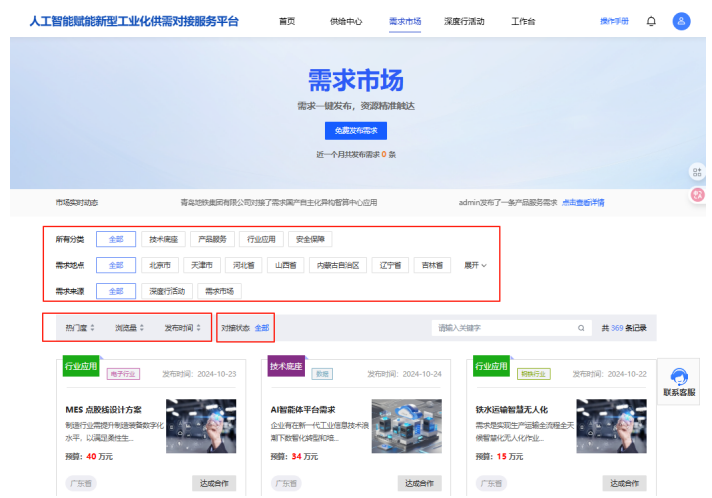 人工智能赋能新型工业化供需对接服务平台 首页 供给中心 需求市场 深度行活动 工作台 操作手册
需求市场
需求一键发布，资源精准触达
免费发布需求
近一个月共发布需求 0 条
市场实时动态 青岛地铁集团有限公司对接了需求国产自主化异构智算中心应用 admin发布了一条产品服务需求 点击查看详情
所有分类 全部 技术底座 产品服务 行业应用 安全保障
需求地点 全部 北京市 天津市 河北省 山西省 内蒙古自治区 辽宁省 吉林省 展开
需求来源 全部 深度行活动 需求市场
热门度 浏览量 发布时间 对接状态 全部 请输入关键字 共 369 条记录
行业应用 电子行业 发布时间：2024-10-23
MES 点胶线设计方案
制造行业需提升制造装备数字化
水平，以满足柔性生...
预算：40 万元
广东省 达成合作
技术底座 数据 发布时间：2024-10-24
AI智能体平台需求
企业有在新一代工业信息技术浪
潮下数智化转型和培...
预算：34 万元
广东省 达成合作
行业应用 钢铁行业 发布时间：2024-10-22
铁水运输智慧无人化
需求是实现生产运输全流程全天
候智慧化无人化作业...
预算：15 万元
广东省 达成合作
联系客服